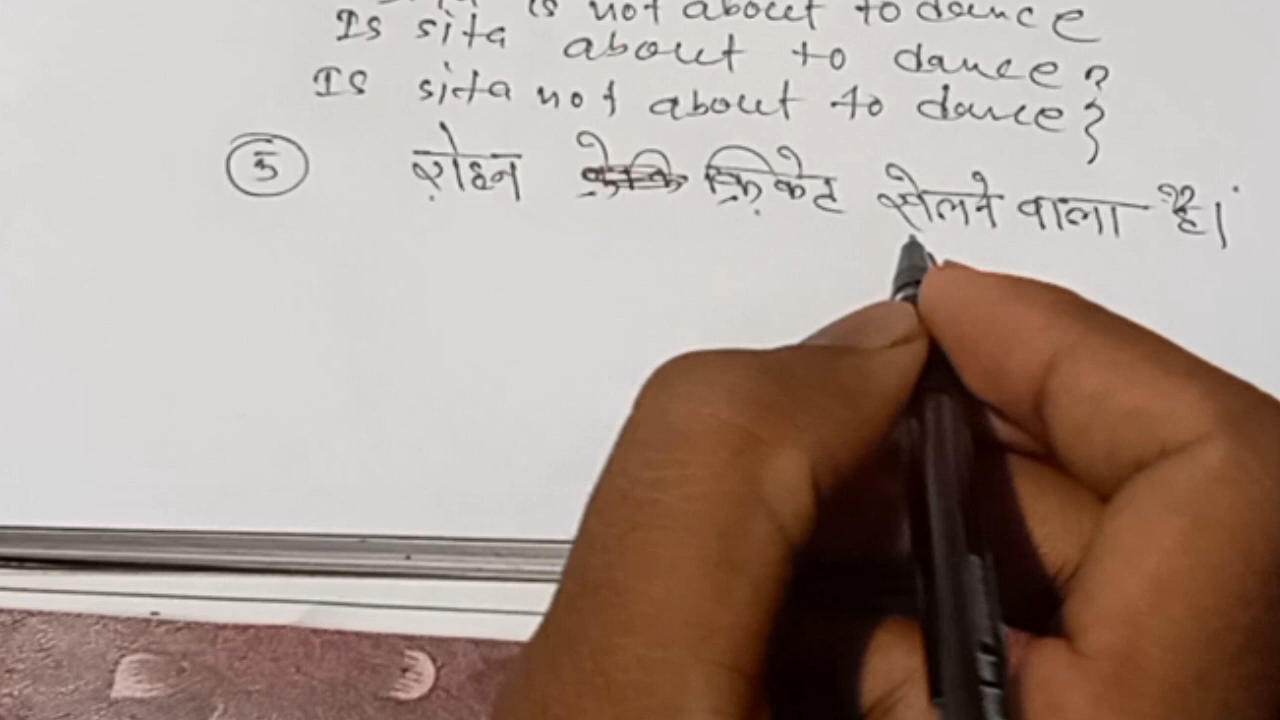 is not about to dance
Is sita about to dance?
Is sita not about to dance?
5 रोहन क्रिकेट खेलने वाला है।